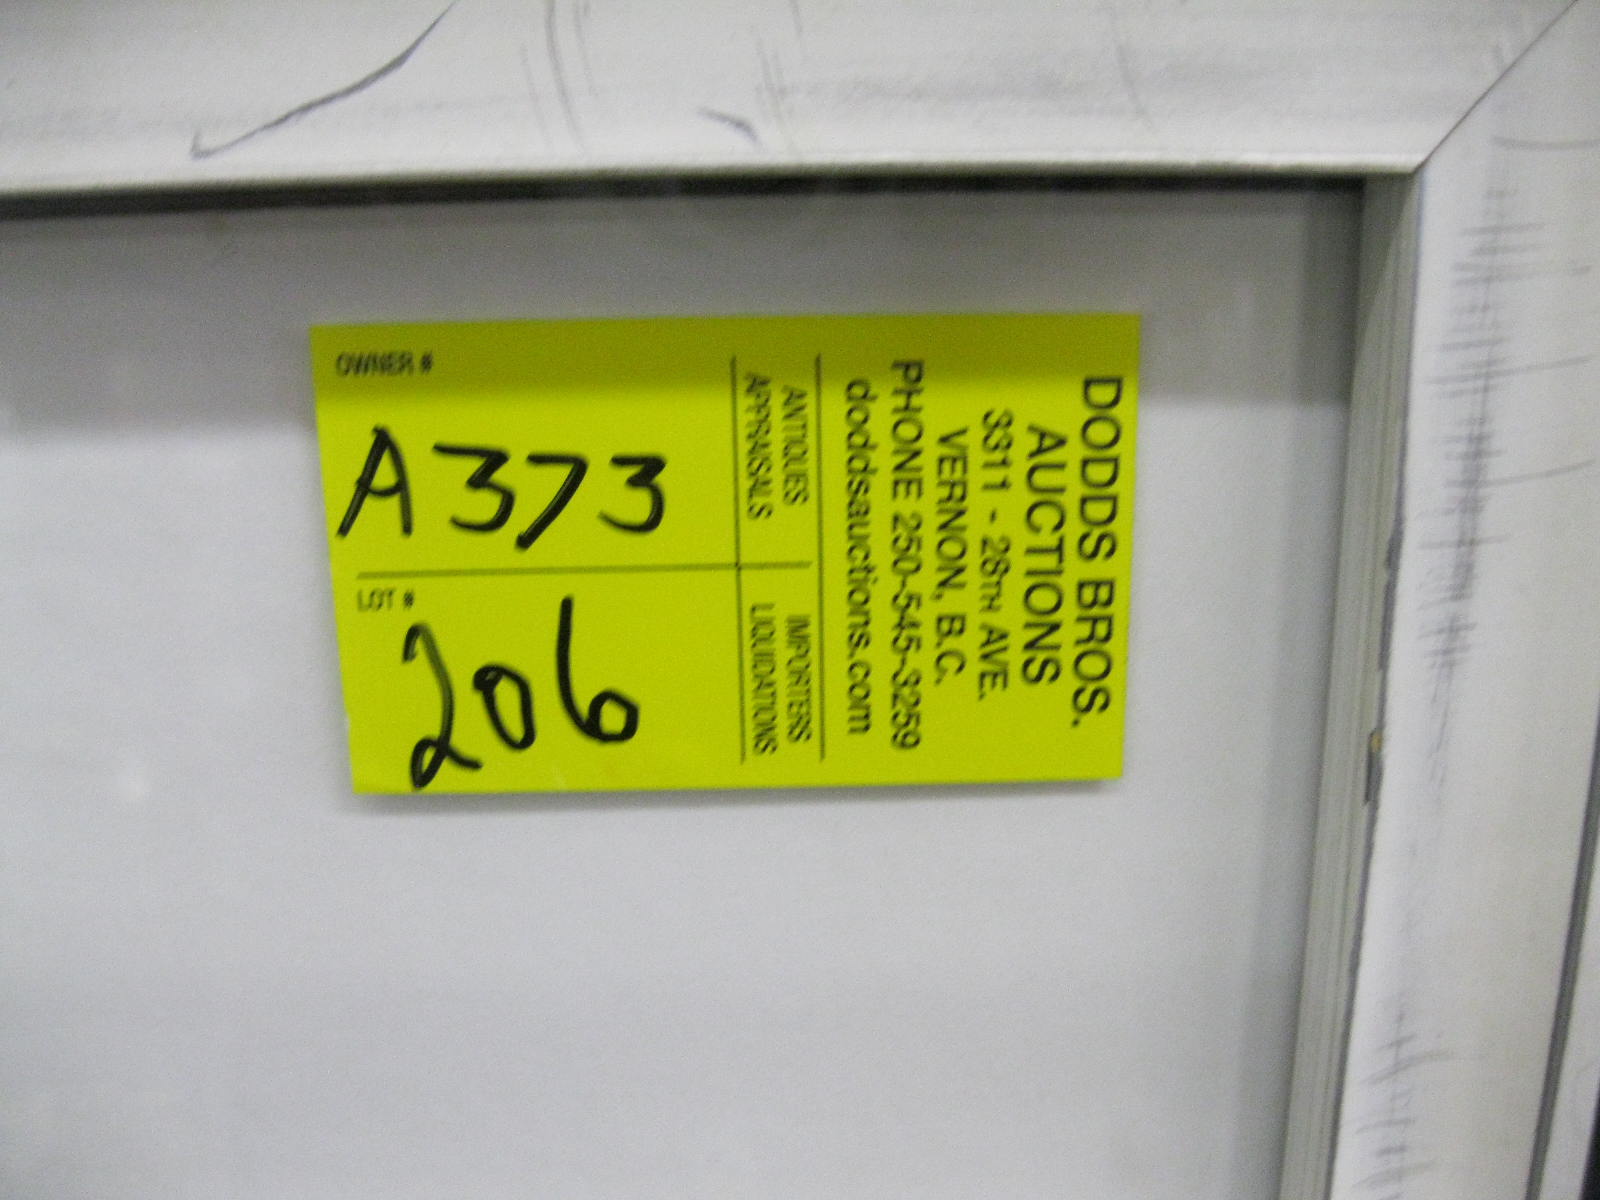 DODDS BROS.
AUCTIONS
3311 - 28TH AVE.
VERNON, B.C.
PHONE 250-545-3259
doddsauctions.com
ANTIQUES
APPRAISALS
IMPORTERS
LIQUIDATIONS
OWNER #
A373
LOT #
206